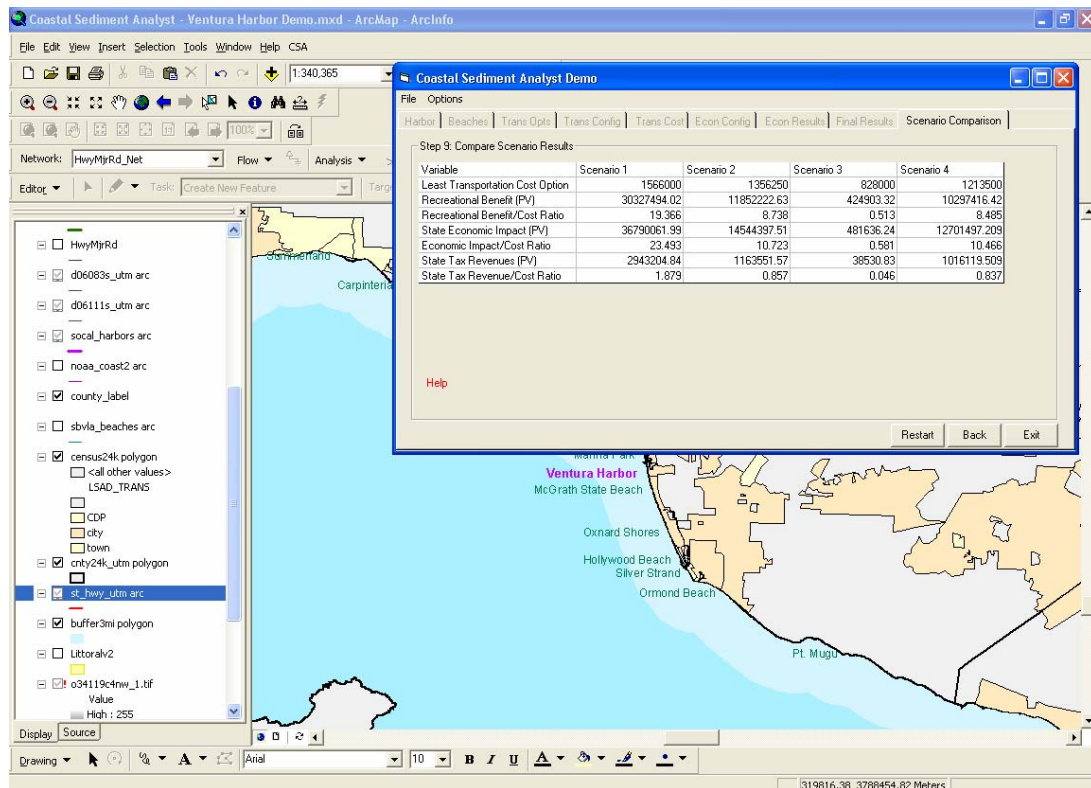 Coastal Sediment Analyst - Ventura Harbor Demo.mxd - ArcMap - ArcInfo
File Edit View Insert Selection Tools Window Help CSA
1:340,365
100%
Network: HwyMjrRd_Net Flow Analysis
Editor Task: Create New Feature Targ
HwyMjrRd
d06083s_utm arc
d06111s_utm arc
socal_harbors arc
noaa_coast2 arc
county_label
sbvla_beaches arc
census24k polygon
<all other values>
LSAD_TRANS
CDP
city
town
cnty24k_utm polygon
st_hwy_utm arc
buffer3mi polygon
Littoralv2
o34119c4nw_1.tif
Value
High : 255
Display Source
Coastal Sediment Analyst Demo
File Options
Harbor Beaches Trans Opts Trans Config Trans Cost Econ Config Econ Results Final Results Scenario Comparison
Step 9: Compare Scenario Results
Variable Scenario 1 Scenario 2 Scenario 3 Scenario 4
Least Transportation Cost Option 1566000 1356250 828000 1213500
Recreational Benefit (PV) 30327494.02 11852222.63 424903.32 10297416.42
Recreational Benefit/Cost Ratio 19.366 8.738 0.513 8.485
State Economic Impact (PV) 36790061.99 14544397.51 481636.24 12701497.209
Economic Impact/Cost Ratio 23.493 10.723 0.581 10.466
State Tax Revenues (PV) 2943204.84 1163551.57 38530.83 1016119.509
State Tax Revenue/Cost Ratio 1.879 0.857 0.046 0.837
Help
Restart Back Exit
Summerland
Carpinteria
Marina Park
Ventura Harbor
McGrath State Beach
Oxnard Shores
Hollywood Beach
Silver Strand
Ormond Beach
Pt. Mugu
Drawing A Arial 10 B I U A
319816.38 3788454.82 Meters